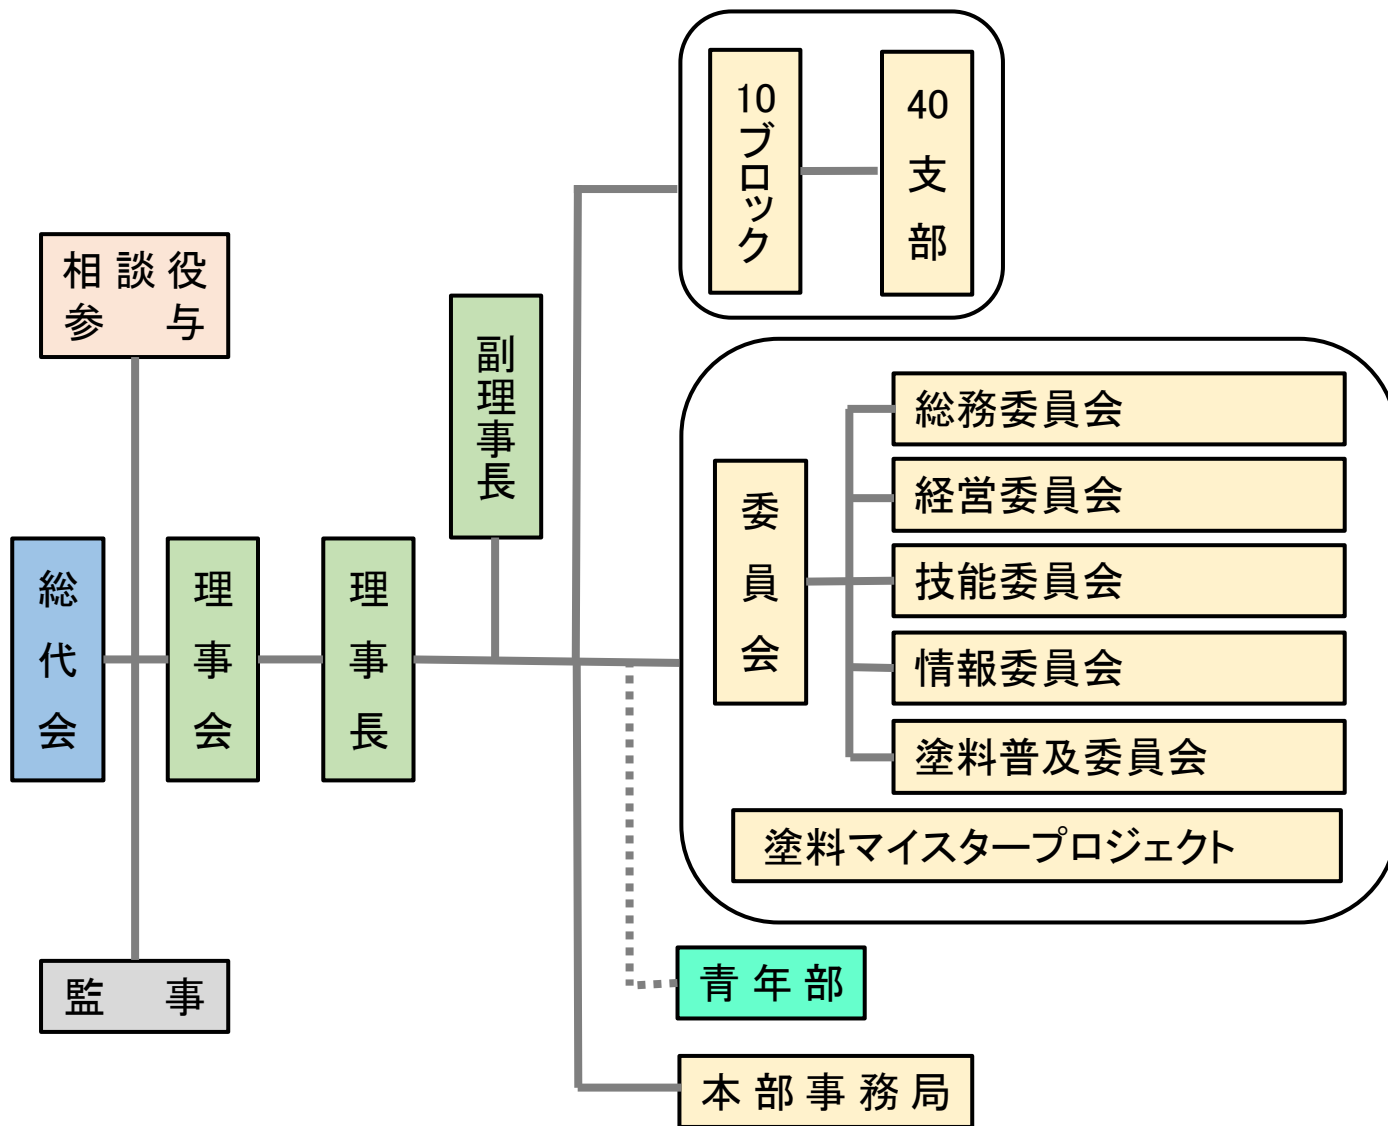 10ブロック
40支部
相談役
参与
副理事長
総務委員会
経営委員会
委員会
技能委員会
総代会
理事会
理事長
情報委員会
塗料普及委員会
塗料マイスタープロジェクト
青年部
監事
本部事務局